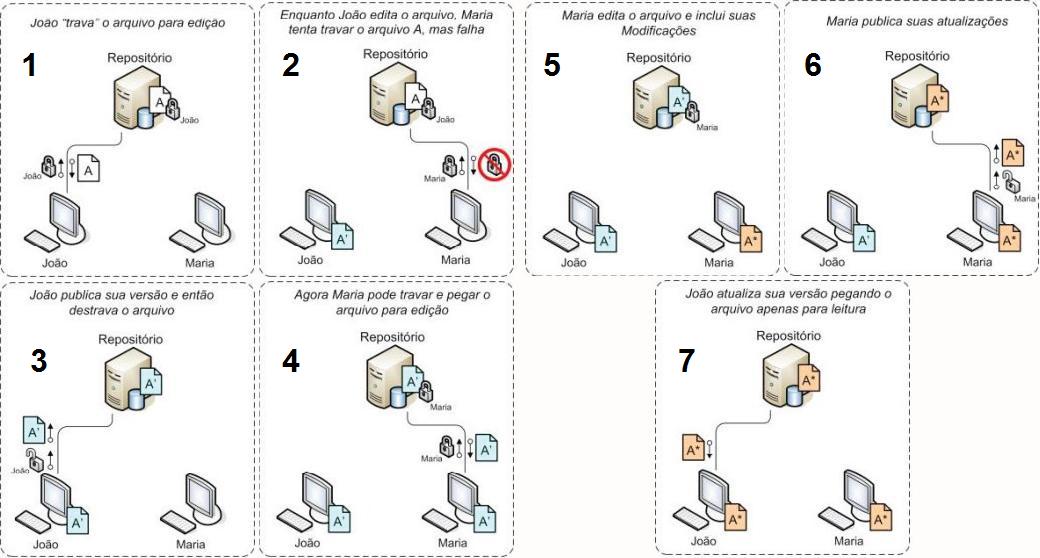 João "trava" o arquivo para edição
1
Repositório
A
João
João
A
João
Maria
Enquanto João edita o arquivo, Maria
tenta travar o arquivo A, mas falha
2
Repositório
A
João
Maria
A'
João
Maria
João publica sua versão e então
destrava o arquivo
3
Repositório
A'
A'
João
A'
João
Maria
Agora Maria pode travar e pegar o
arquivo para edição
4
Repositório
A'
Maria
Maria
A'
A'
A'
João
Maria
Maria edita o arquivo e inclui suas
Modificações
5
Repositório
A'
Maria
A'
A*
João
Maria
Maria publica suas atualizações
6
Repositório
A*
A*
Maria
A'
A*
João
Maria
João atualiza sua versão pegando o
arquivo apenas para leitura
7
Repositório
A*
A*
A*
A*
João
Maria